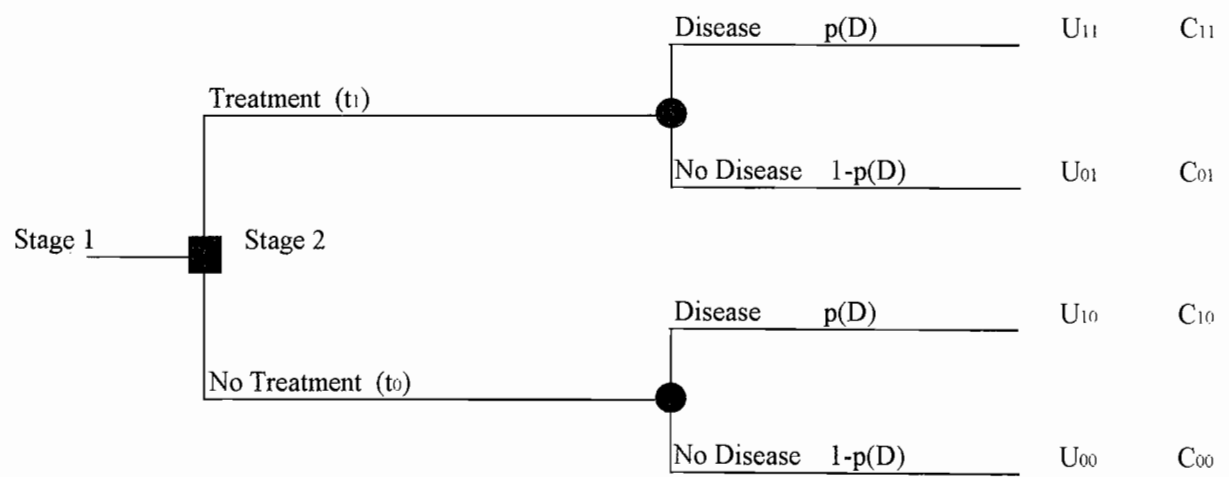 Disease p(D) U11 C11
Treatment (t1)
No Disease 1-p(D) U01 C01
Stage 1 Stage 2
Disease p(D) U10 C10
No Treatment (t0)
No Disease 1-p(D) U00 C00